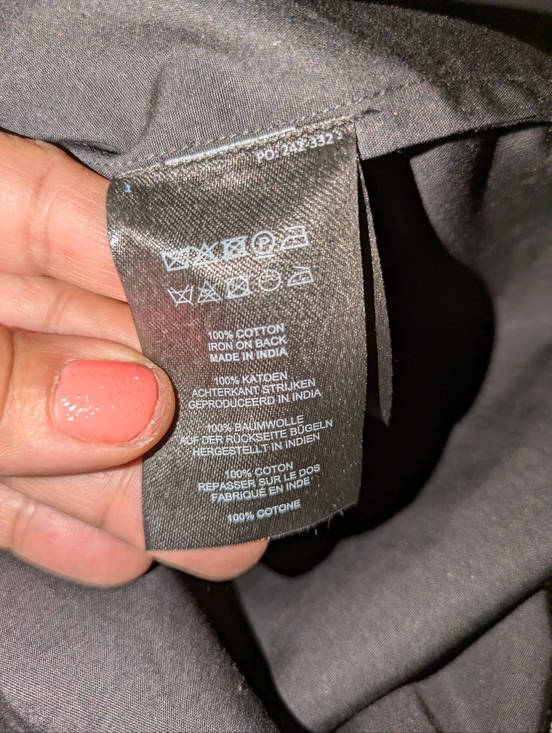 PO: 242-332
100% COTTON
IRON ON BACK
MADE IN INDIA
100% KATOEN
ACHTERKANT STRIJKEN
GEPRODUCEERD IN INDIA
100% BAUMWOLLE
AUF DER RÜCKSEITE BÜGELN
HERGESTELLT IN INDIEN
100% COTON
REPASSER SUR LE DOS
FABRIQUÉ EN INDE
100% COTONE